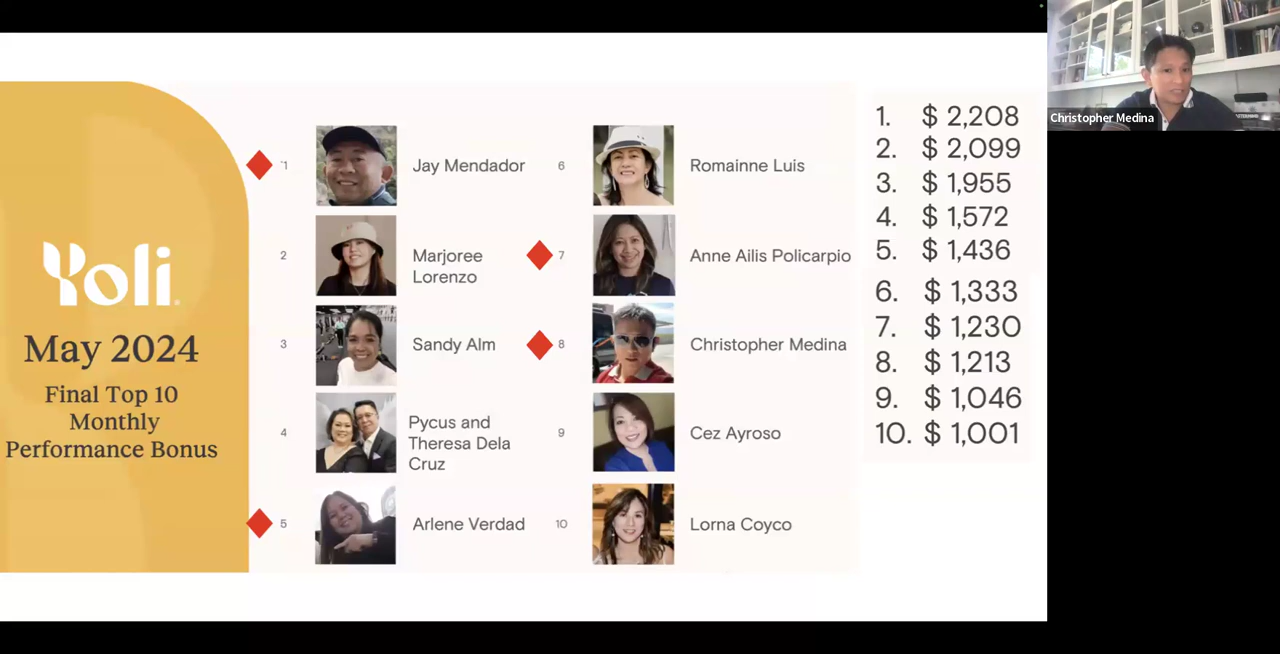 Yoli
May 2024
Final Top 10
Monthly
Performance Bonus
1
Jay Mendador
2
Marjoree
Lorenzo
3
Sandy Alm
4
Pycus and
Theresa Dela
Cruz
5
Arlene Verdad
6
Romainne Luis
7
Anne Ailis Policarpio
8
Christopher Medina
9
Cez Ayroso
10
Lorna Coyco
1. $ 2,208
2. $ 2,099
3. $ 1,955
4. $ 1,572
5. $ 1,436
6. $ 1,333
7. $ 1,230
8. $ 1,213
9. $ 1,046
10. $ 1,001
Christopher Medina